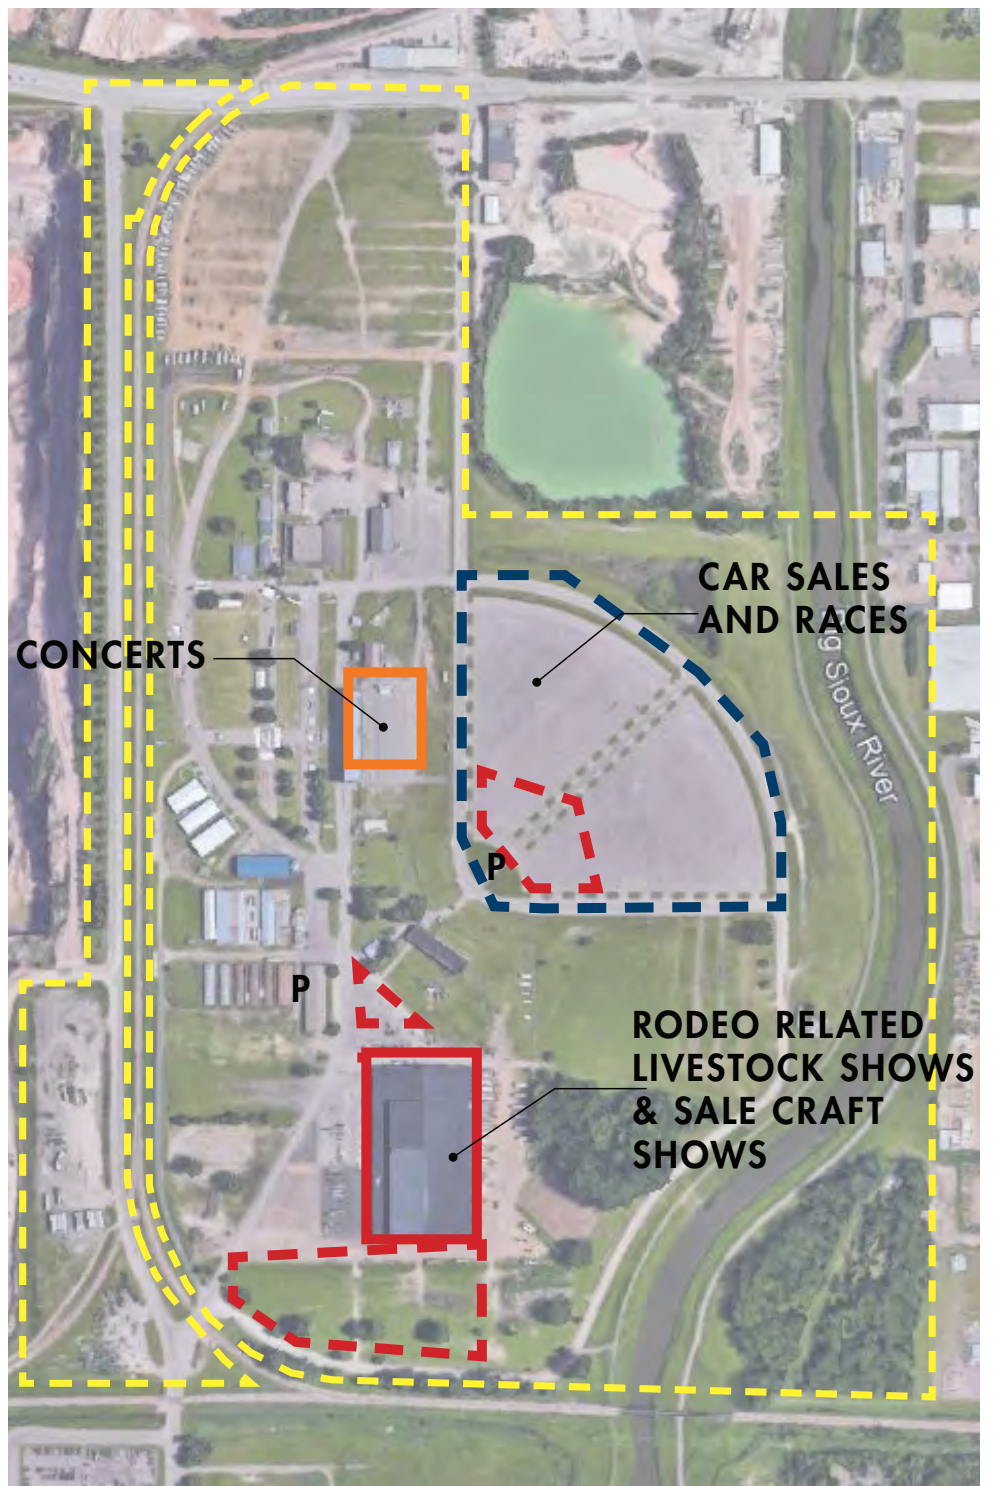 CAR SALES
AND RACES
CONCERTS
Sioux River
P
P
RODEO RELATED
LIVESTOCK SHOWS
& SALE CRAFT
SHOWS